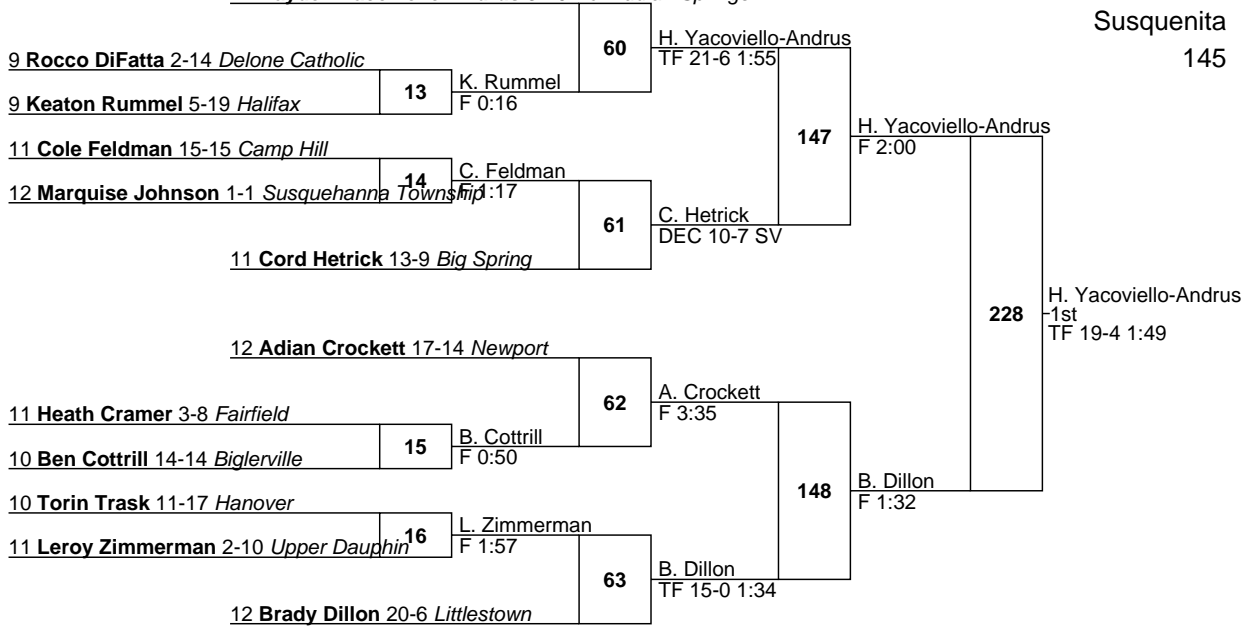 Susquenita
145
60
H. Yacoviello-Andrus
TF 21-6 1:55
9 Rocco DiFatta 2-14 Delone Catholic
13
K. Rummel
F 0:16
9 Keaton Rummel 5-19 Halifax
147
H. Yacoviello-Andrus
F 2:00
11 Cole Feldman 15-15 Camp Hill
14
C. Feldman
F 1:17
12 Marquise Johnson 1-1 Susquehanna Township
61
C. Hetrick
DEC 10-7 SV
11 Cord Hetrick 13-9 Big Spring
228
H. Yacoviello-Andrus
1st
TF 19-4 1:49
12 Adian Crockett 17-14 Newport
62
A. Crockett
F 3:35
11 Heath Cramer 3-8 Fairfield
15
B. Cottrill
F 0:50
10 Ben Cottrill 14-14 Biglerville
148
B. Dillon
F 1:32
10 Torin Trask 11-17 Hanover
16
L. Zimmerman
F 1:57
11 Leroy Zimmerman 2-10 Upper Dauphin
63
B. Dillon
TF 15-0 1:34
12 Brady Dillon 20-6 Littlestown